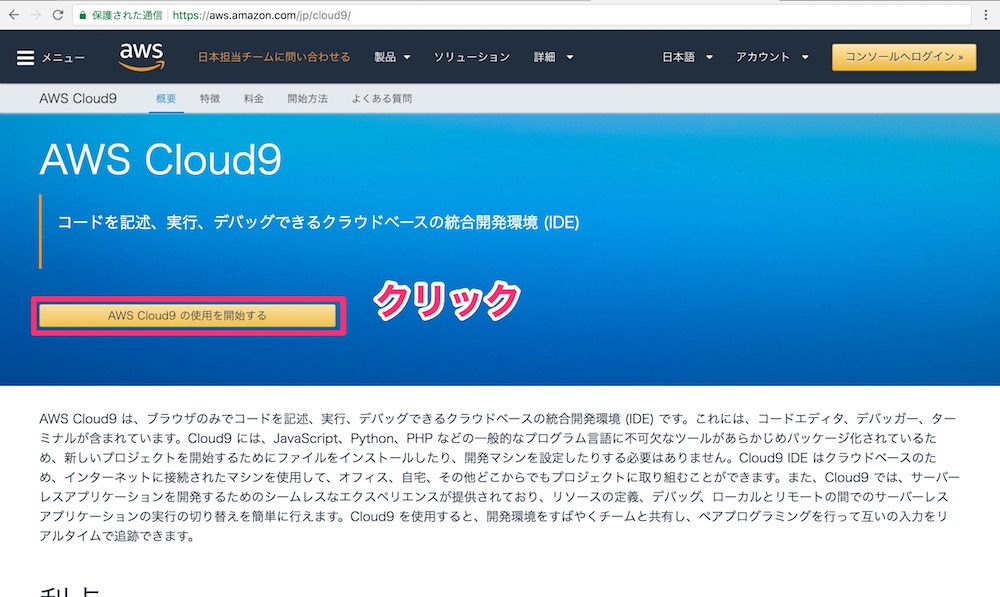 保護された通信 https://aws.amazon.com/jp/cloud9/
メニュー aws 日本担当チームに問い合わせる 製品 ソリューション 詳細 日本語 アカウント コンソールへログイン »
AWS Cloud9 概要 特徴 料金 開始方法 よくある質問
AWS Cloud9
コードを記述、実行、デバッグできるクラウドベースの統合開発環境 (IDE)
AWS Cloud9 の使用を開始する
クリック
AWS Cloud9 は、ブラウザのみでコードを記述、実行、デバッグできるクラウドベースの統合開発環境 (IDE) です。これには、コードエディタ、デバッガー、ター
ミナルが含まれています。Cloud9 には、JavaScript、Python、PHP などの一般的なプログラム言語に不可欠なツールがあらかじめパッケージ化されているた
め、新しいプロジェクトを開始するためにファイルをインストールしたり、開発マシンを設定したりする必要はありません。Cloud9 IDE はクラウドベースのた
め、インターネットに接続されたマシンを使用して、オフィス、自宅、その他どこからでもプロジェクトに取り組むことができます。また、Cloud9 では、サーバー
レスアプリケーションを開発するためのシームレスなエクスペリエンスが提供されており、リソースの定義、デバッグ、ローカルとリモートの間でのサーバーレス
アプリケーションの実行の切り替えを簡単に行えます。Cloud9 を使用すると、開発環境をすばやくチームと共有し、ペアプログラミングを行って互いの入力をリ
アルタイムで追跡できます。